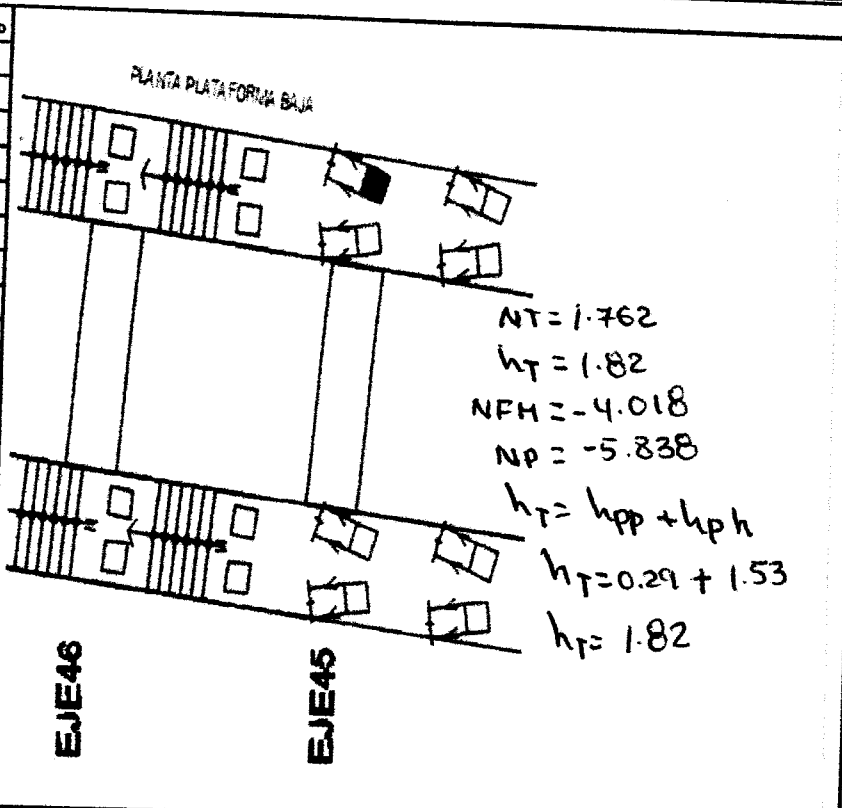 PLANTA PLATAFORMA BAJA
NT = 1.762
hT = 1.82
NFH = -4.018
NP = -5.838
hT = hpp + hph
hT = 0.29 + 1.53
hT = 1.82
EJE46
EJE45